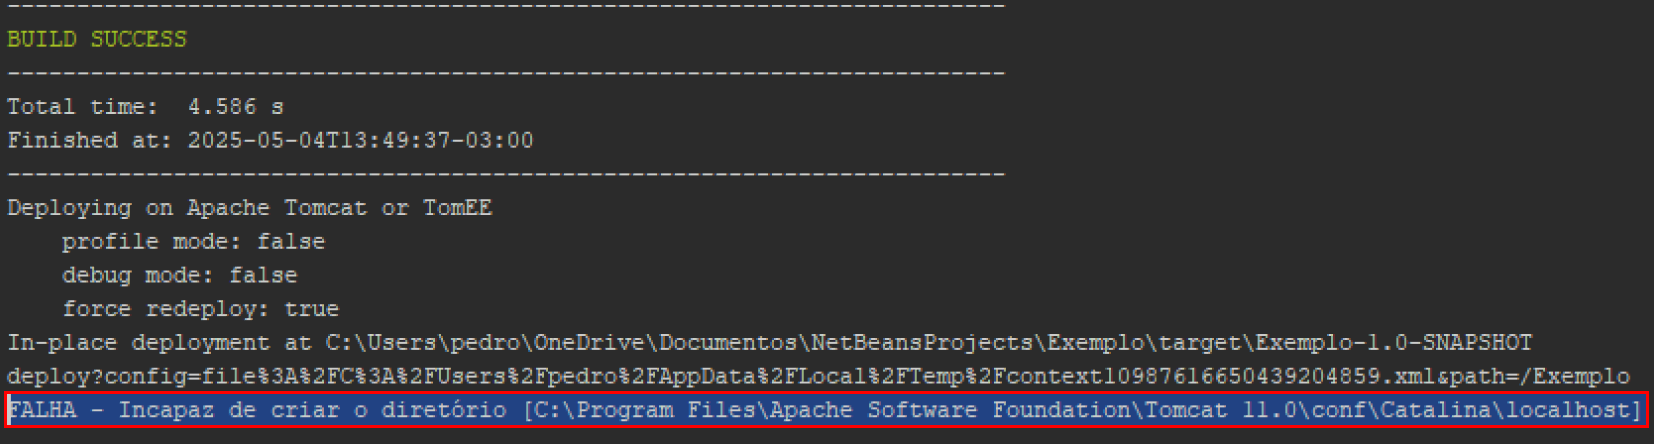 ------------------------------------------------------------------------
BUILD SUCCESS
------------------------------------------------------------------------
Total time:  4.586 s
Finished at: 2025-05-04T13:49:37-03:00
------------------------------------------------------------------------
Deploying on Apache Tomcat or TomEE
    profile mode: false
    debug mode: false
    force redeploy: true
In-place deployment at C:\Users\pedro\OneDrive\Documentos\NetBeansProjects\Exemplo\target\Exemplo-1.0-SNAPSHOT
deploy?config=file%3A%2FC%3A%2FUsers%2Fpedro%2FAppData%2FLocal%2FTemp%2Fcontext1098761665043920​4859.xml&path=/Exemplo
FALHA - Incapaz de criar o diretório [C:\Program Files\Apache Software Foundation\Tomcat 11.0\conf\Catalina\localhost]